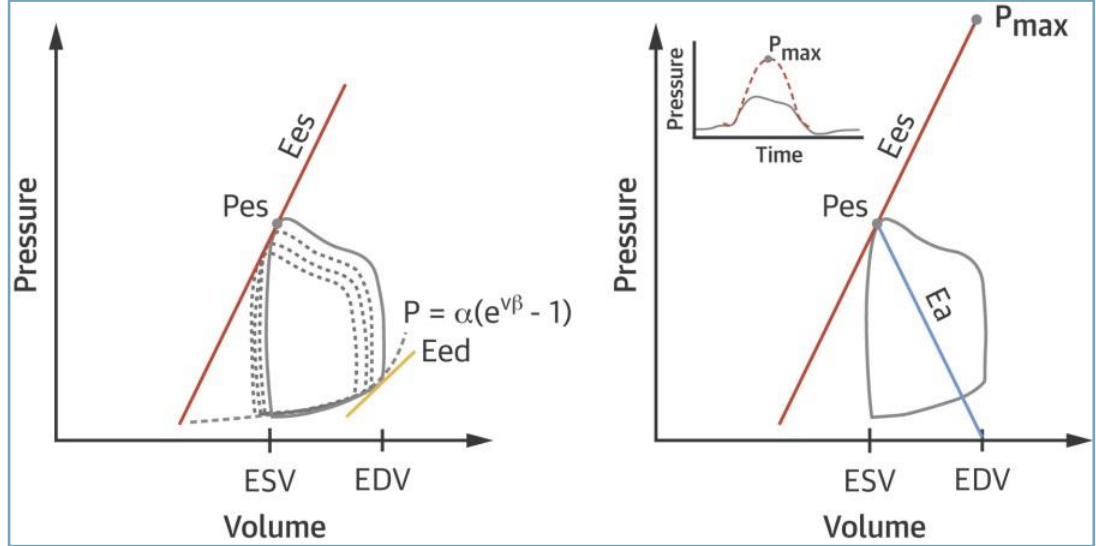 Pressure
Ees
Pes
P = α(e^vβ - 1)
Eed
ESV
EDV
Volume
Pmax
Pressure
Pmax
Time
Pressure
Ees
Pes
Ea
ESV
EDV
Volume